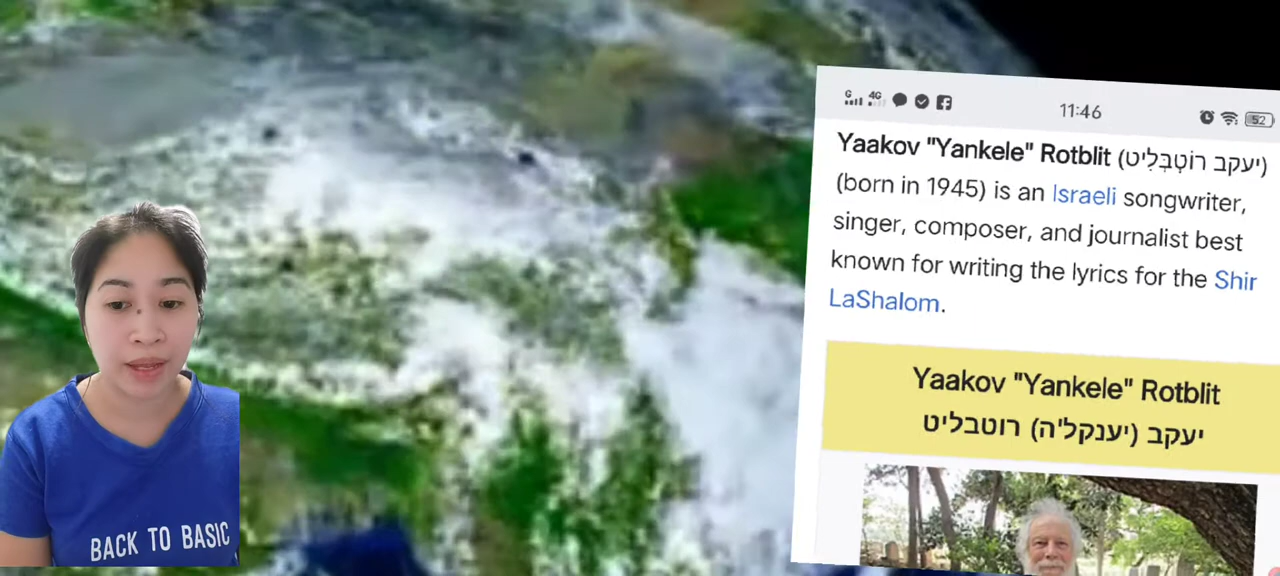 G 4G 11:46 52
Yaakov "Yankele" Rotblit (יעקב רוֹטְבְּלִיט)
(born in 1945) is an Israeli songwriter,
singer, composer, and journalist best
known for writing the lyrics for the Shir
LaShalom.
Yaakov "Yankele" Rotblit
יעקב (יענקל'ה) רוטבליט
BACK TO BASIC